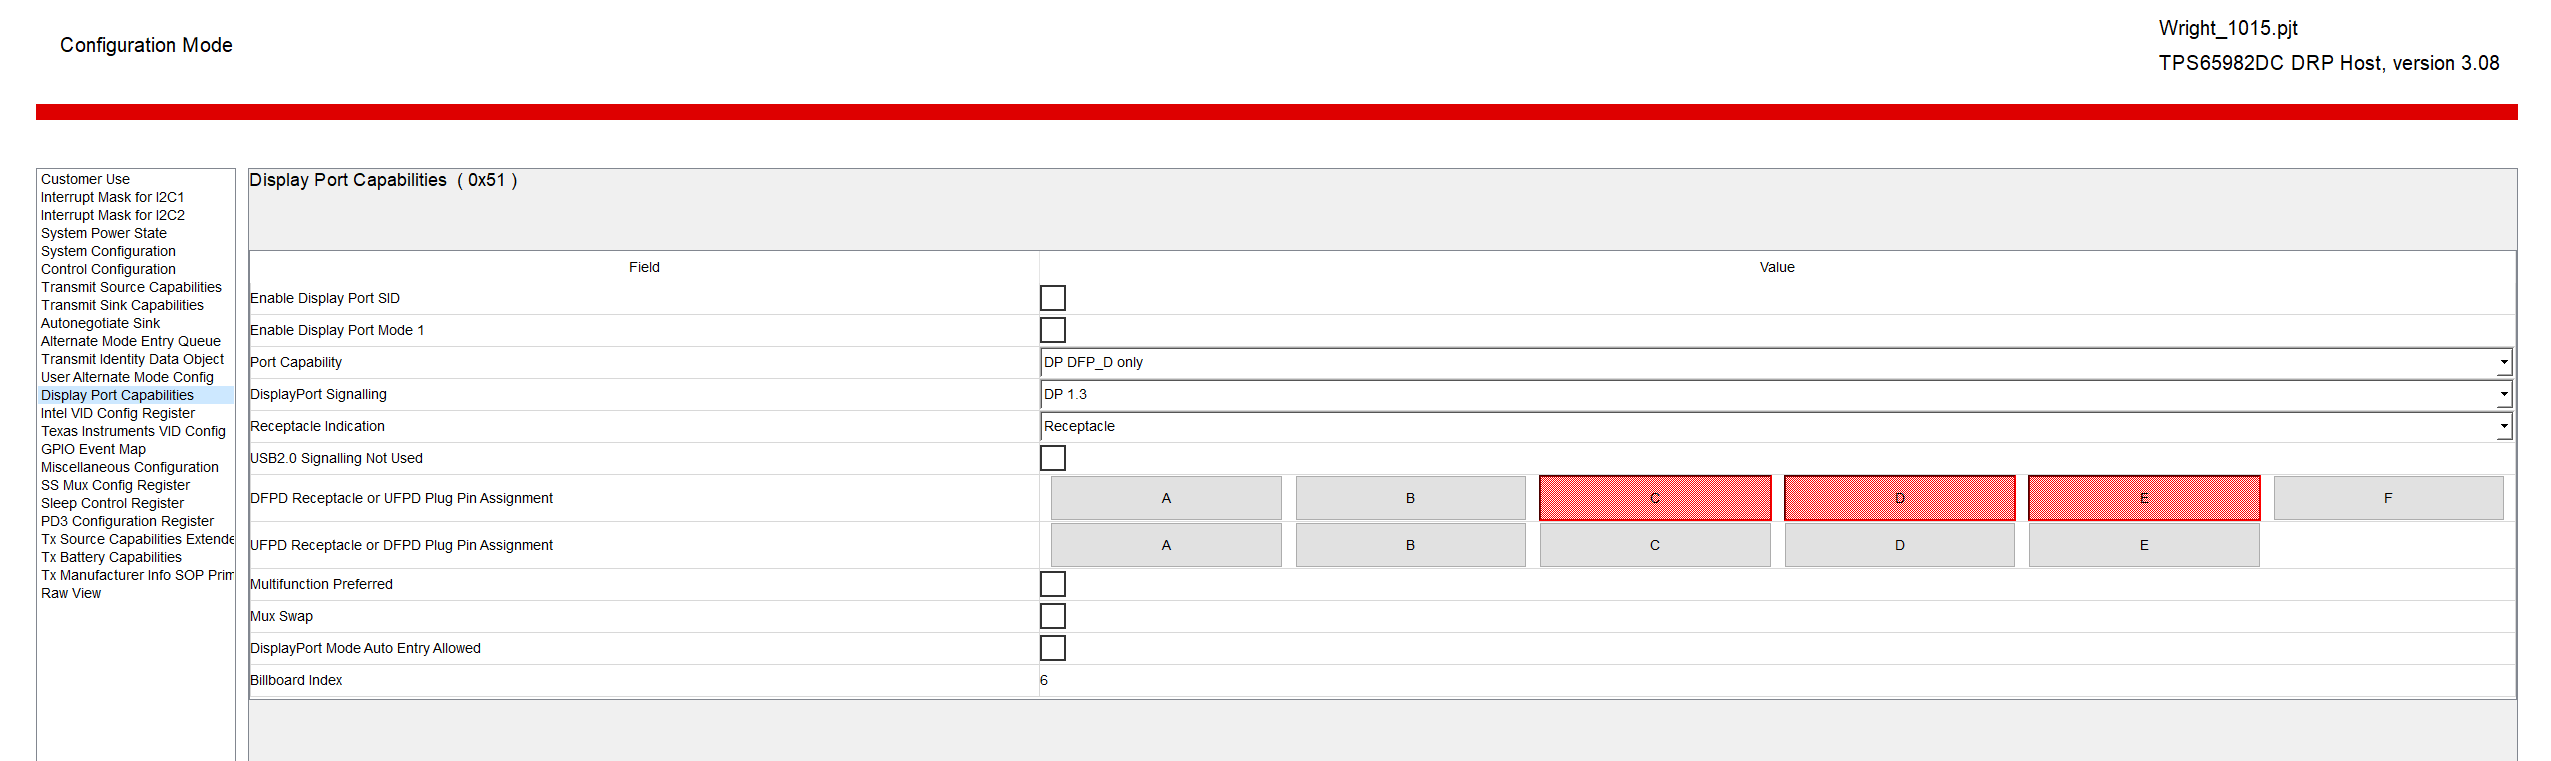 Configuration Mode
Wright_1015.pjt
TPS65982DC DRP Host, version 3.08
Customer Use
Interrupt Mask for I2C1
Interrupt Mask for I2C2
System Power State
System Configuration
Control Configuration
Transmit Source Capabilities
Transmit Sink Capabilities
Autonegotiate Sink
Alternate Mode Entry Queue
Transmit Identity Data Object
User Alternate Mode Config
Display Port Capabilities
Intel VID Config Register
Texas Instruments VID Config
GPIO Event Map
Miscellaneous Configuration
SS Mux Config Register
Sleep Control Register
PD3 Configuration Register
Tx Source Capabilities Extende
Tx Battery Capabilities
Tx Manufacturer Info SOP Prim
Raw View
Display Port Capabilities ( 0x51 )
Field Value
Enable Display Port SID
Enable Display Port Mode 1
Port Capability DP DFP_D only
DisplayPort Signalling DP 1.3
Receptacle Indication Receptacle
USB2.0 Signalling Not Used
DFPD Receptacle or UFPD Plug Pin Assignment A B C D E F
UFPD Receptacle or DFPD Plug Pin Assignment A B C D E
Multifunction Preferred
Mux Swap
DisplayPort Mode Auto Entry Allowed
Billboard Index 6